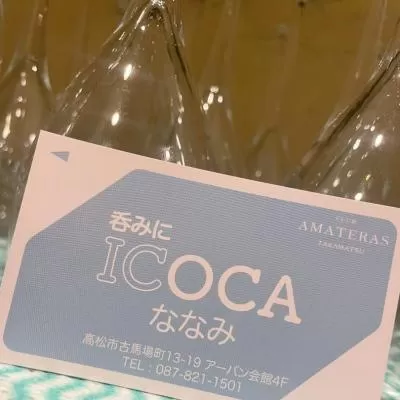 呑みに
ICOCA
ななみ
AMATERAS
TAKAMATSU
高松市古馬場町13-19 アーバン会館4F
TEL : 087-821-1501